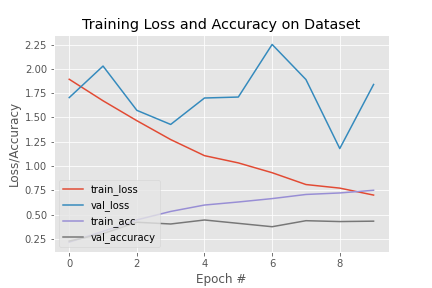 Training Loss and Accuracy on Dataset
Loss/Accuracy
2.25
2.00
1.75
1.50
1.25
1.00
0.75
0.50
0.25
train_loss
val_loss
train_acc
val_accuracy
0 2 4 6 8
Epoch #